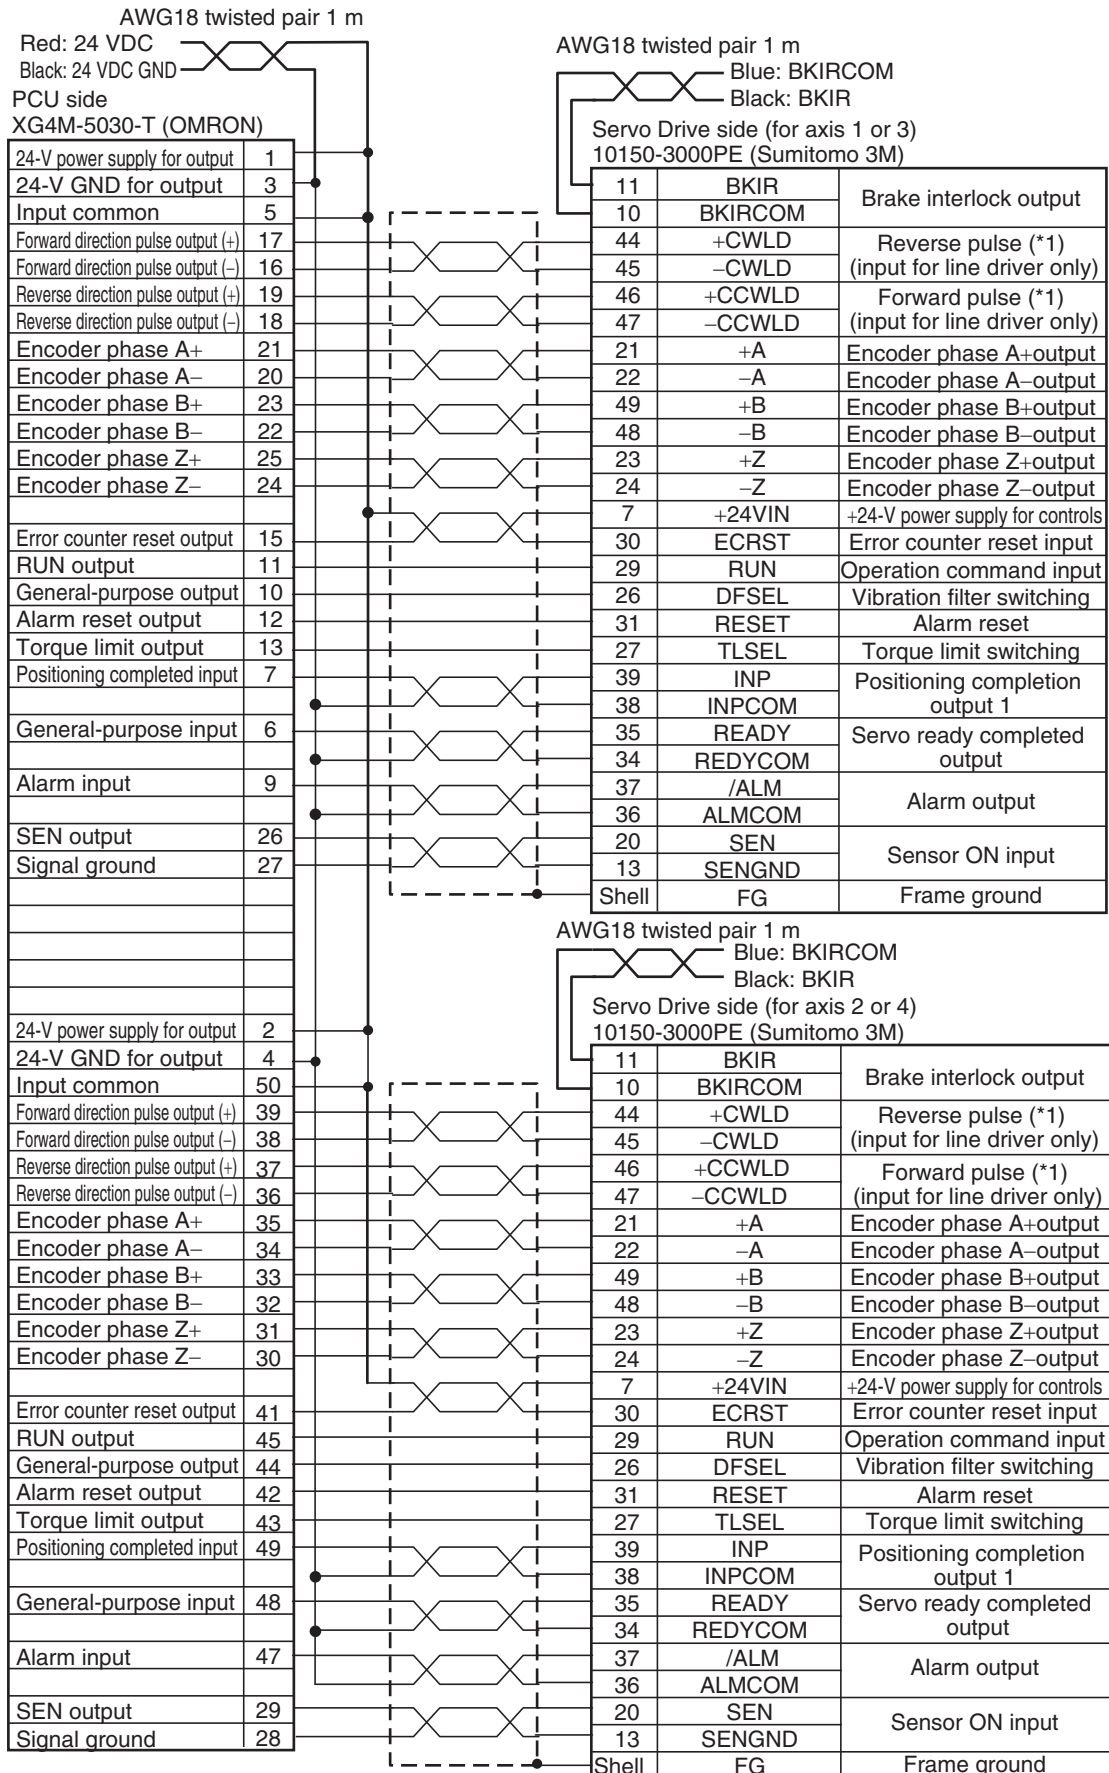 AWG18 twisted pair 1 m
Red: 24 VDC
Black: 24 VDC GND
PCU side
XG4M-5030-T (OMRON)
24-V power supply for output 1
24-V GND for output 3
Input common 5
Forward direction pulse output (+) 17
Forward direction pulse output (−) 16
Reverse direction pulse output (+) 19
Reverse direction pulse output (−) 18
Encoder phase A+ 21
Encoder phase A− 20
Encoder phase B+ 23
Encoder phase B− 22
Encoder phase Z+ 25
Encoder phase Z− 24
Error counter reset output 15
RUN output 11
General-purpose output 10
Alarm reset output 12
Torque limit output 13
Positioning completed input 7
General-purpose input 6
Alarm input 9
SEN output 26
Signal ground 27
24-V power supply for output 2
24-V GND for output 4
Input common 50
Forward direction pulse output (+) 39
Forward direction pulse output (−) 38
Reverse direction pulse output (+) 37
Reverse direction pulse output (−) 36
Encoder phase A+ 35
Encoder phase A− 34
Encoder phase B+ 33
Encoder phase B− 32
Encoder phase Z+ 31
Encoder phase Z− 30
Error counter reset output 41
RUN output 45
General-purpose output 44
Alarm reset output 42
Torque limit output 43
Positioning completed input 49
General-purpose input 48
Alarm input 47
SEN output 29
Signal ground 28
AWG18 twisted pair 1 m
Blue: BKIRCOM
Black: BKIR
Servo Drive side (for axis 1 or 3)
10150-3000PE (Sumitomo 3M)
11 BKIR Brake interlock output
10 BKIRCOM
44 +CWLD Reverse pulse (*1)
45 −CWLD (input for line driver only)
46 +CCWLD Forward pulse (*1)
47 −CCWLD (input for line driver only)
21 +A Encoder phase A+output
22 −A Encoder phase A−output
49 +B Encoder phase B+output
48 −B Encoder phase B−output
23 +Z Encoder phase Z+output
24 −Z Encoder phase Z−output
7 +24VIN +24-V power supply for controls
30 ECRST Error counter reset input
29 RUN Operation command input
26 DFSEL Vibration filter switching
31 RESET Alarm reset
27 TLSEL Torque limit switching
39 INP Positioning completion
38 INPCOM output 1
35 READY Servo ready completed
34 REDYCOM output
37 /ALM Alarm output
36 ALMCOM
20 SEN Sensor ON input
13 SENGND
Shell FG Frame ground
AWG18 twisted pair 1 m
Blue: BKIRCOM
Black: BKIR
Servo Drive side (for axis 2 or 4)
10150-3000PE (Sumitomo 3M)
11 BKIR Brake interlock output
10 BKIRCOM
44 +CWLD Reverse pulse (*1)
45 −CWLD (input for line driver only)
46 +CCWLD Forward pulse (*1)
47 −CCWLD (input for line driver only)
21 +A Encoder phase A+output
22 −A Encoder phase A−output
49 +B Encoder phase B+output
48 −B Encoder phase B−output
23 +Z Encoder phase Z+output
24 −Z Encoder phase Z−output
7 +24VIN +24-V power supply for controls
30 ECRST Error counter reset input
29 RUN Operation command input
26 DFSEL Vibration filter switching
31 RESET Alarm reset
27 TLSEL Torque limit switching
39 INP Positioning completion
38 INPCOM output 1
35 READY Servo ready completed
34 REDYCOM output
37 /ALM Alarm output
36 ALMCOM
20 SEN Sensor ON input
13 SENGND
Shell FG Frame ground